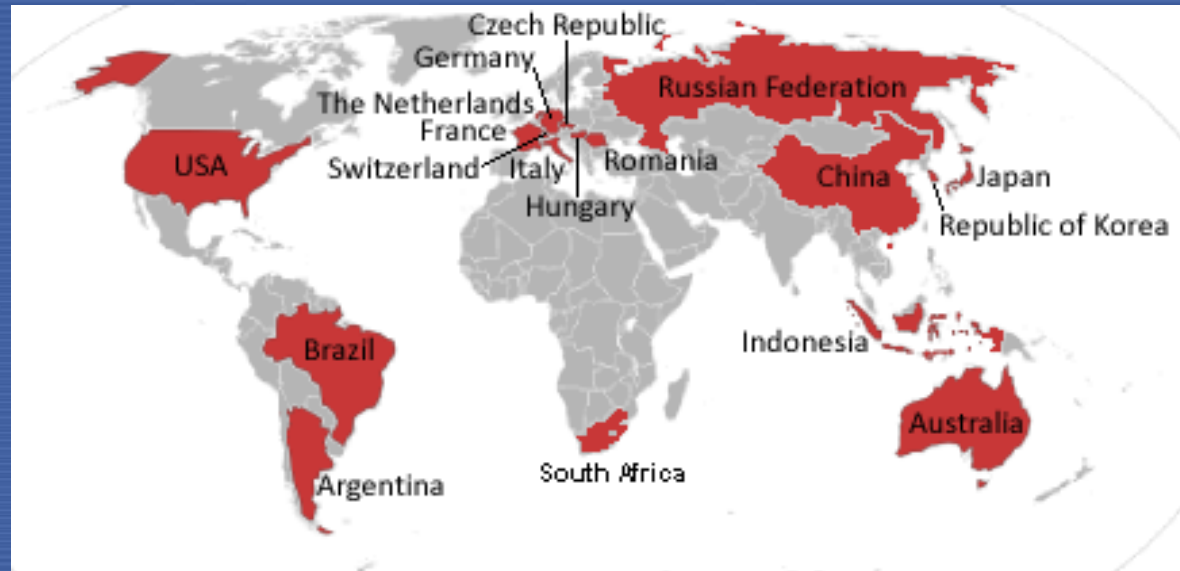 Czech Republic
Germany
The Netherlands
France
Switzerland
Italy
Hungary
Romania
Russian Federation
USA
China
Japan
Republic of Korea
Indonesia
Brazil
Australia
South Africa
Argentina